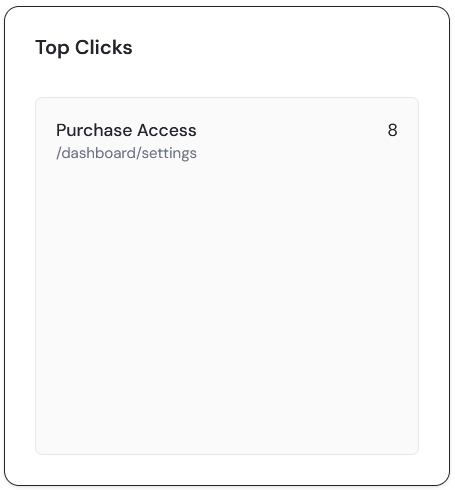 Top Clicks
Purchase Access 8
/dashboard/settings